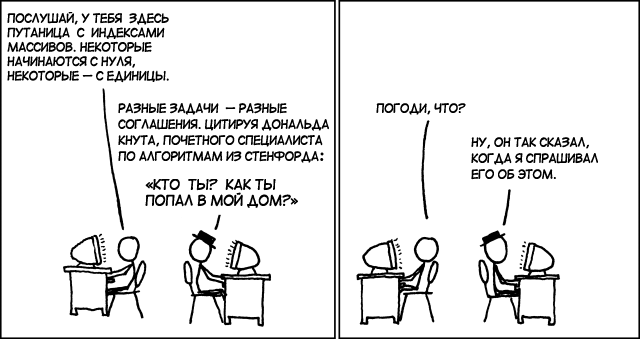 ПОСЛУШАЙ, У ТЕБЯ ЗДЕСЬ
ПУТАНИЦА С ИНДЕКСАМИ
МАССИВОВ. НЕКОТОРЫЕ
НАЧИНАЮТСЯ С НУЛЯ,
НЕКОТОРЫЕ – С ЕДИНИЦЫ.
РАЗНЫЕ ЗАДАЧИ – РАЗНЫЕ
СОГЛАШЕНИЯ. ЦИТИРУЯ ДОНАЛЬДА
КНУТА, ПОЧЕТНОГО СПЕЦИАЛИСТА
ПО АЛГОРИТМАМ ИЗ СТЕНФОРДА:
«КТО ТЫ? КАК ТЫ
ПОПАЛ В МОЙ ДОМ?»
ПОГОДИ, ЧТО?
НУ, ОН ТАК СКАЗАЛ,
КОГДА Я СПРАШИВАЛ
ЕГО ОБ ЭТОМ.